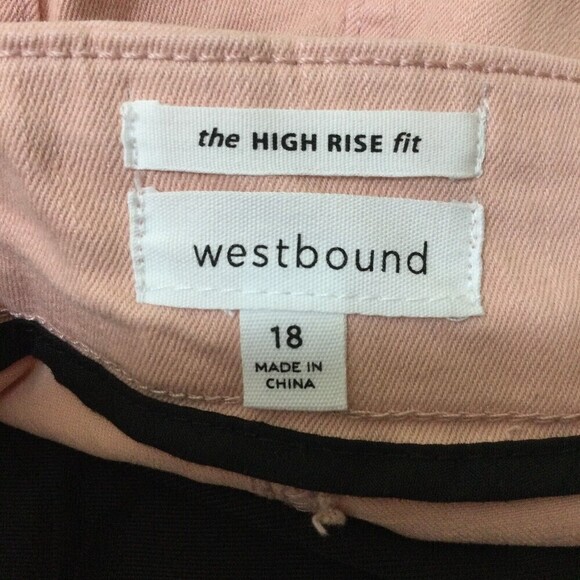 the HIGH RISE fit
westbound
18
MADE IN
CHINA